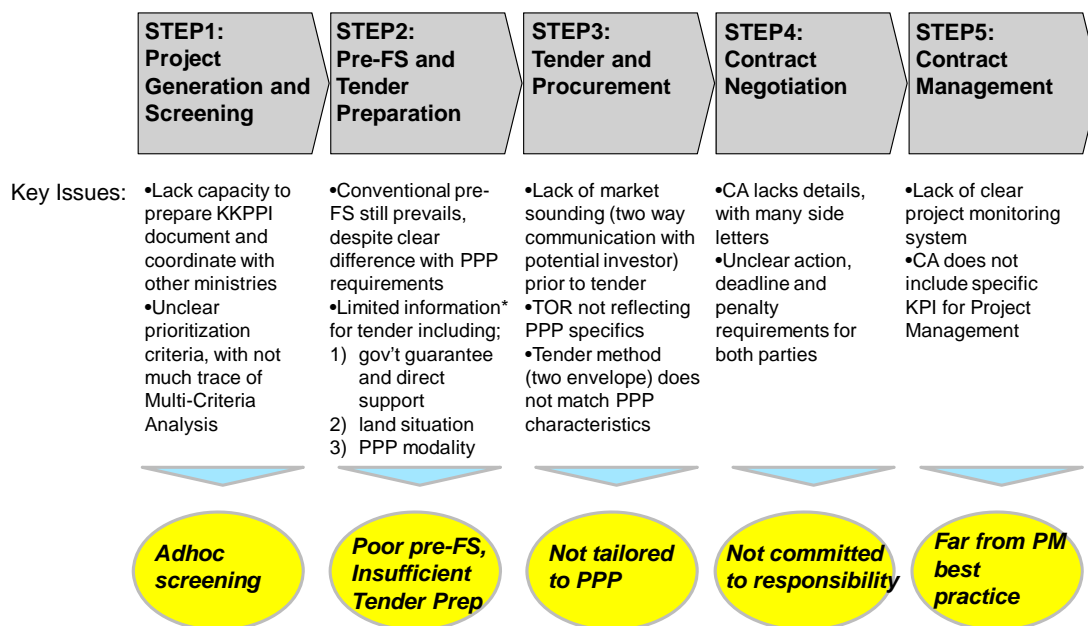 STEP1:
Project
Generation and
Screening
STEP2:
Pre-FS and
Tender
Preparation
STEP3:
Tender and
Procurement
STEP4:
Contract
Negotiation
STEP5:
Contract
Management
Key Issues:
•Lack capacity to
prepare KKPPI
document and
coordinate with
other ministries
•Unclear
prioritization
criteria, with not
much trace of
Multi-Criteria
Analysis
•Conventional pre-
FS still prevails,
despite clear
difference with PPP
requirements
•Limited information*
for tender including;
1) gov't guarantee
and direct
support
2) land situation
3) PPP modality
•Lack of market
sounding (two way
communication with
potential investor)
prior to tender
•TOR not reflecting
PPP specifics
•Tender method
(two envelope) does
not match PPP
characteristics
•CA lacks details,
with many side
letters
•Unclear action,
deadline and
penalty
requirements for
both parties
•Lack of clear
project monitoring
system
•CA does not
include specific
KPI for Project
Management
Adhoc
screening
Poor pre-FS,
Insufficient
Tender Prep
Not tailored
to PPP
Not committed
to responsibility
Far from PM
best
practice